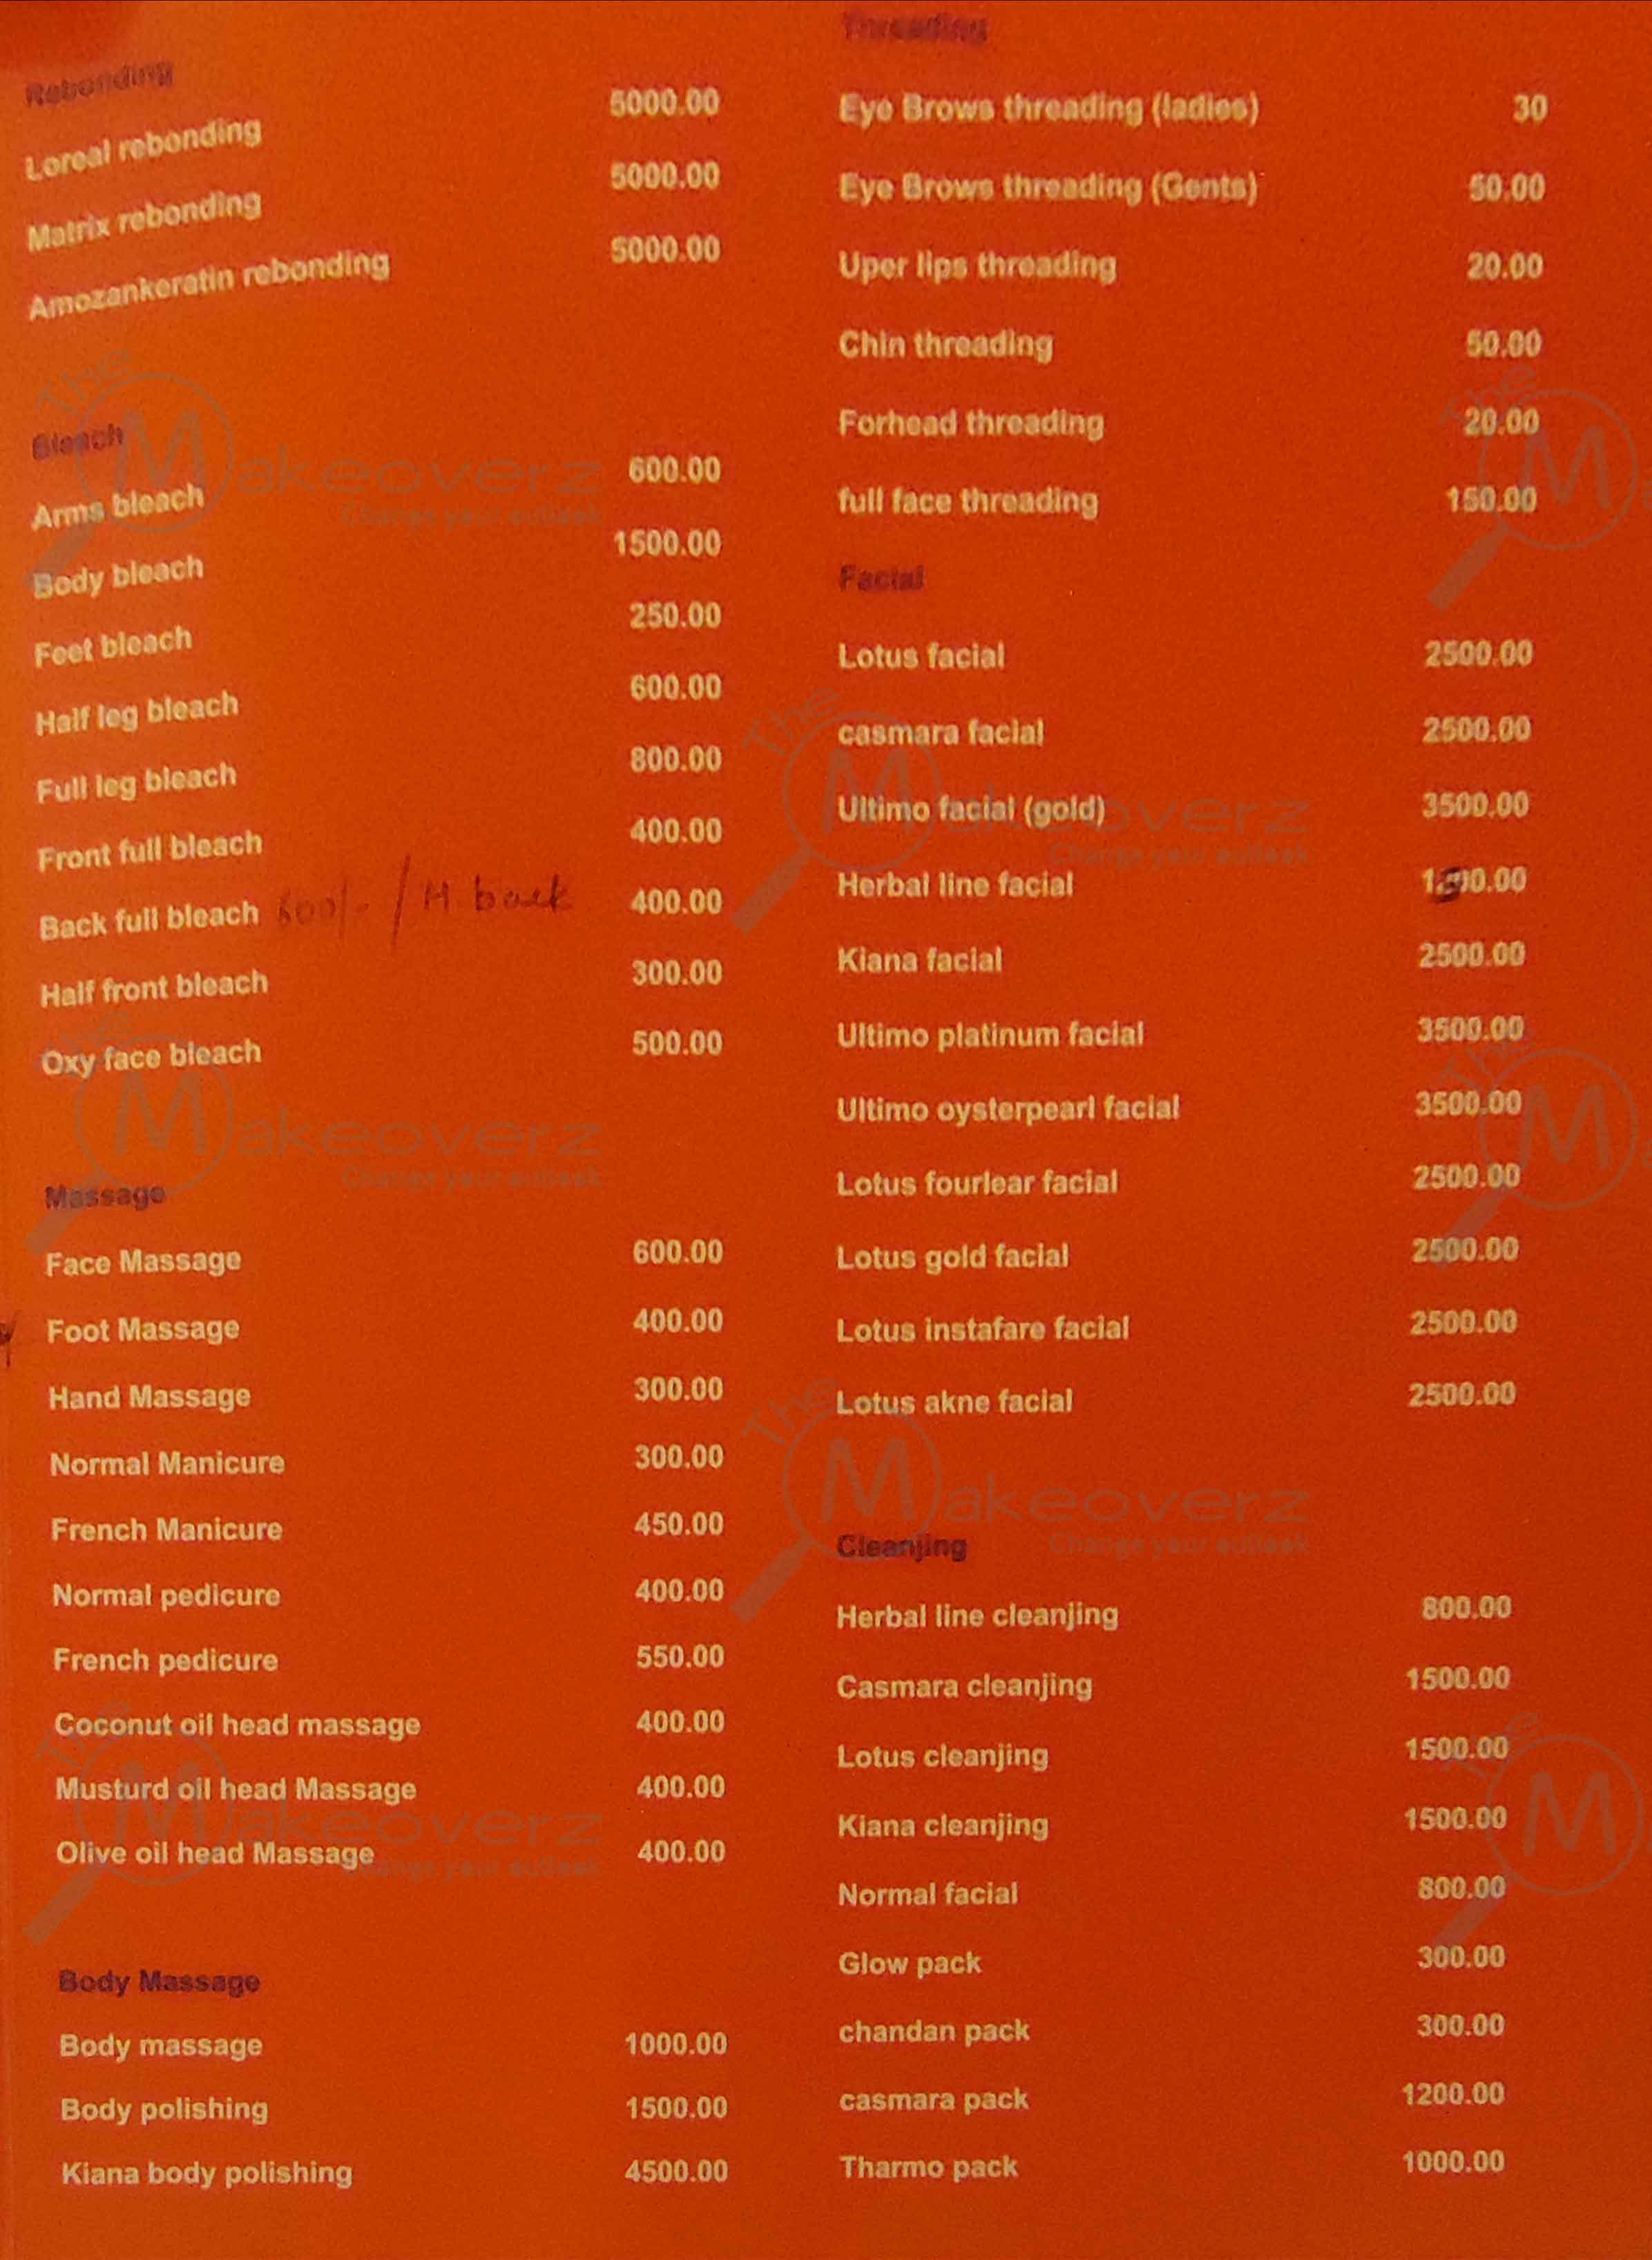 Rebonding
Loreal rebonding 5000.00
Matrix rebonding 5000.00
Amozankeratin rebonding 5000.00
Bleach
Arms bleach 600.00
Body bleach 1500.00
Feet bleach 250.00
Half leg bleach 600.00
Full leg bleach 800.00
Front full bleach 400.00
Back full bleach / H back 400.00
Half front bleach 300.00
Oxy face bleach 500.00
Massage
Face Massage 600.00
Foot Massage 400.00
Hand Massage 300.00
Normal Manicure 300.00
French Manicure 450.00
Normal pedicure 400.00
French pedicure 550.00
Coconut oil head massage 400.00
Musturd oil head Massage 400.00
Olive oil head Massage 400.00
Body Massage
Body massage 1000.00
Body polishing 1500.00
Kiana body polishing 4500.00
Threading
Eye Brows threading (ladies) 30
Eye Brows threading (Gents) 50.00
Uper lips threading 20.00
Chin threading 50.00
Forhead threading 20.00
full face threading 150.00
Facial
Lotus facial 2500.00
casmara facial 2500.00
Ultimo facial (gold) 3500.00
Herbal line facial
Kiana facial 2500.00
Ultimo platinum facial 3500.00
Ultimo oysterpearl facial 3500.00
Lotus fourlear facial 2500.00
Lotus gold facial 2500.00
Lotus instafare facial 2500.00
Lotus akne facial 2500.00
Cleanjing
Herbal line cleanjing 800.00
Casmara cleanjing 1500.00
Lotus cleanjing 1500.00
Kiana cleanjing 1500.00
Normal facial 800.00
Glow pack 300.00
chandan pack 300.00
casmara pack 1200.00
Tharmo pack 1000.00
The Makeoverz
Change your outlook